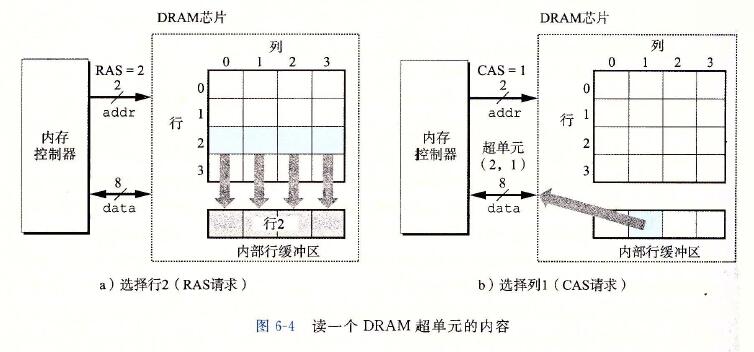 DRAM芯片
列
0 1 2 3
RAS = 2
2
addr
内存
控制器
行
0
1
2
3
8
data
行2
内部行缓冲区
a）选择行2（RAS请求）
DRAM芯片
列
0 1 2 3
CAS = 1
2
addr
内存
控制器
行
0
1
2
3
超单元
（2，1）
8
data
内部行缓冲区
b）选择列1（CAS请求）
图 6-4 读一个 DRAM 超单元的内容